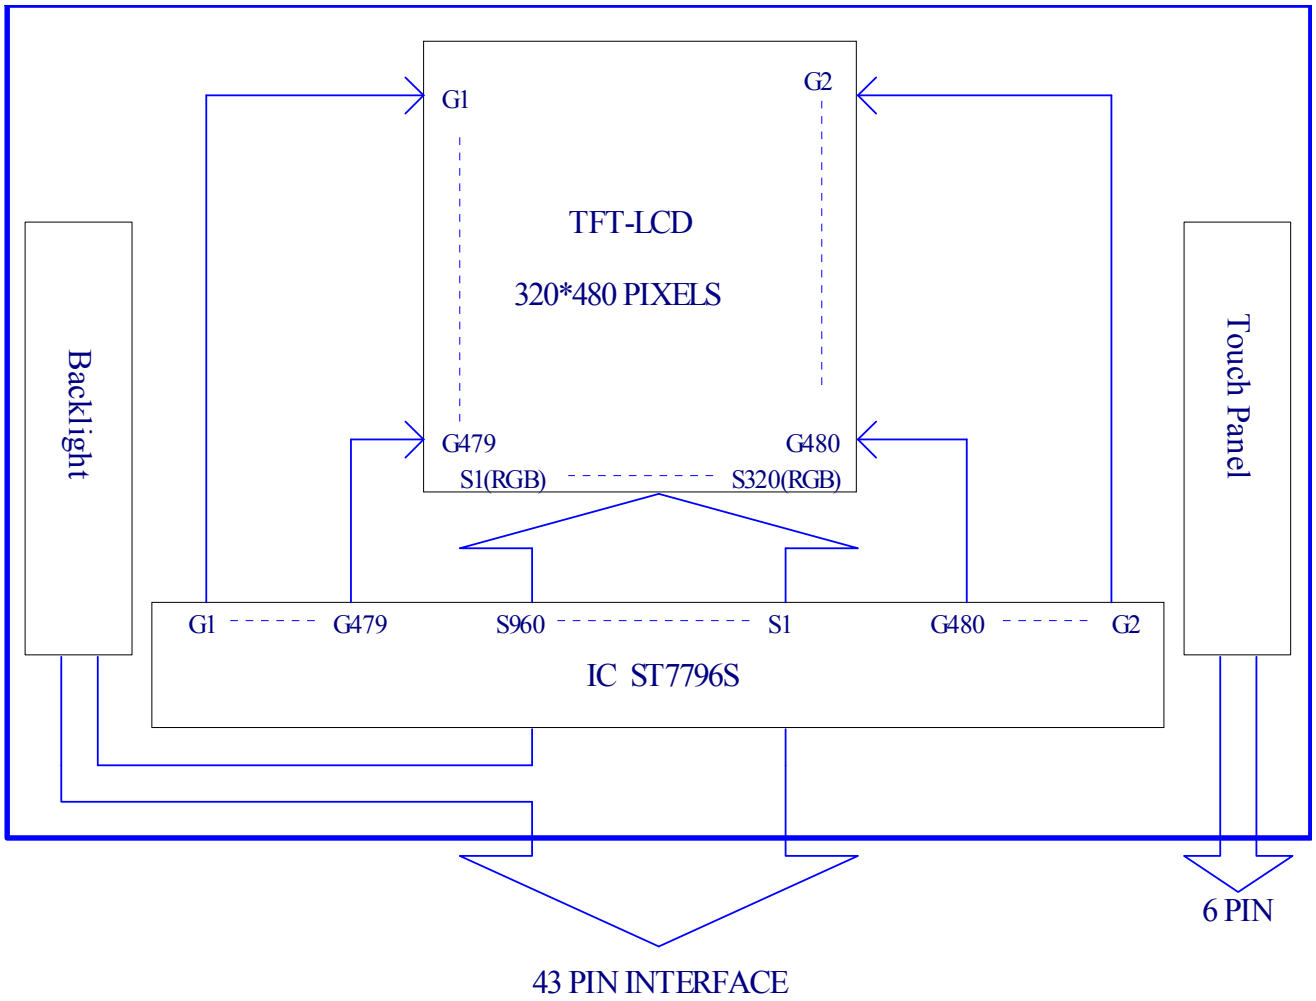 G1
G2
TFT-LCD
320*480 PIXELS
Backlight
Touch Panel
G479
G480
S1(RGB) S320(RGB)
G1 G479 S960 S1 G480 G2
IC ST7796S
6 PIN
43 PIN INTERFACE